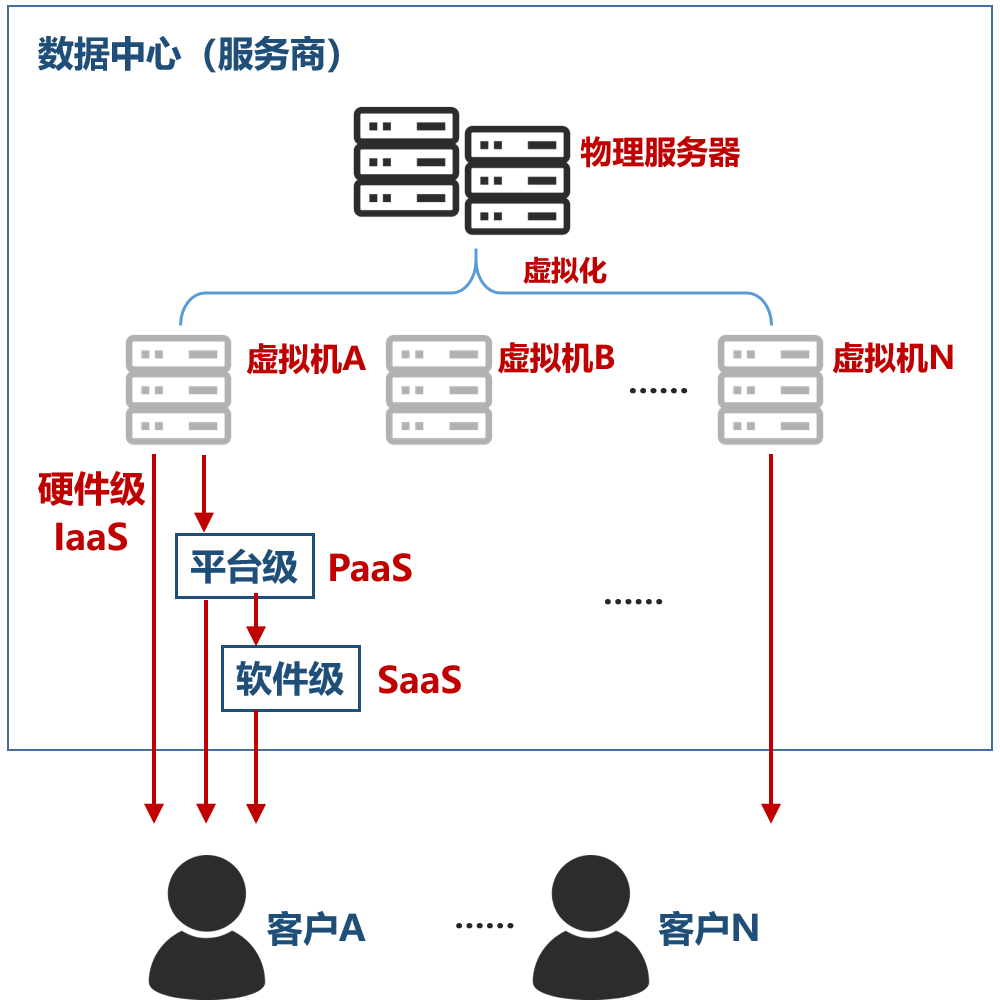 数据中心（服务商）
物理服务器
虚拟化
虚拟机A
虚拟机B
······
虚拟机N
硬件级
IaaS
平台级
PaaS
······
软件级
SaaS
客户A
······
客户N